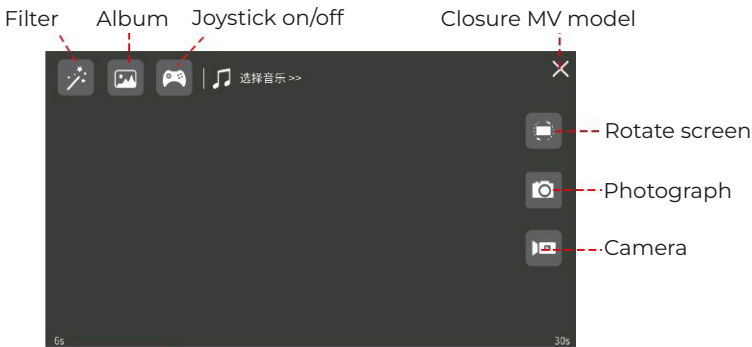 Filter Album Joystick on/off Closure MV model
选择音乐 >>
Rotate screen
Photograph
Camera
6s 30s